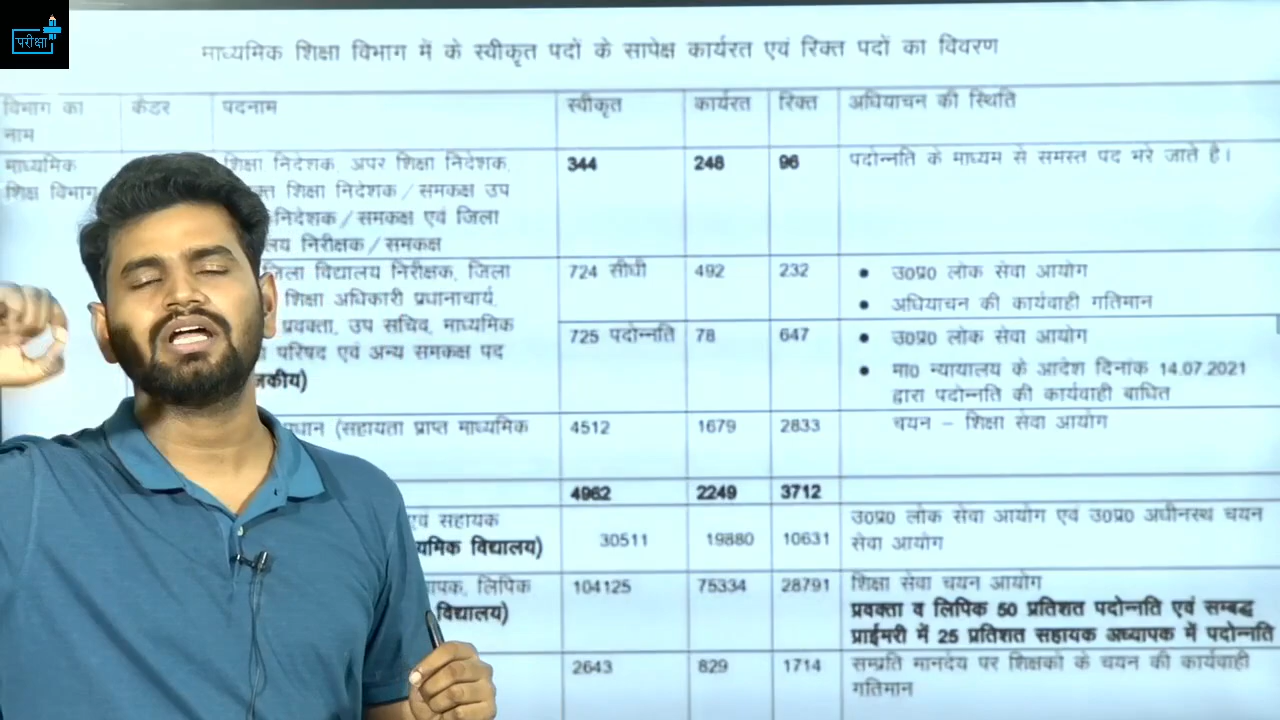 परीक्षा
माध्यमिक शिक्षा विभाग में के स्वीकृत पदों के सापेक्ष कार्यरत एवं रिक्त पदों का विवरण
विभाग का नाम कैडर पदनाम स्वीकृत कार्यरत रिक्त अधियाचन की स्थिति
माध्यमिक शिक्ष विभाग
शिक्षा निदेशक, अपर शिक्षा निदेशक, 344 248 96 पदोन्नति के माध्यम से समस्त पद भरे जाते है।
शिक्षा निदेशक/समकक्ष उप
निदेशक/समकक्ष एवं जिला
निरीक्षक/समकक्ष
जिला विद्यालय निरीक्षक, जिला 724 सीधी 492 232 • उ0प्र0 लोक सेवा आयोग
शिक्षा अधिकारी प्रधानाचार्य, • अधियाचन की कार्यवाही गतिमान
प्रवक्ता, उप सचिव, माध्यमिक 725 पदोन्नति 78 647 • उ0प्र0 लोक सेवा आयोग
परिषद एवं अन्य समकक्ष पद • मा0 न्यायालय के आदेश दिनांक 14.07.2021
द्वारा पदोन्नति की कार्यवाही बाधित
(सहायता प्राप्त माध्यमिक 4512 1679 2833 चयन – शिक्षा सेवा आयोग
4962 2249 3712
एवं सहायक 30511 19880 10631 उ0प्र0 लोक सेवा आयोग एवं उ0प्र0 अधीनस्थ चयन
विद्यालय) सेवा आयोग
लिपिक 104125 75334 28791 शिक्षा सेवा चयन आयोग
विद्यालय) प्रवक्ता व लिपिक 50 प्रतिशत पदोन्नति एवं सम्बद्ध
प्राईमरी में 25 प्रतिशत सहायक अध्यापक में पदोन्नति
2643 829 1714 सम्प्रति मानदेय पर शिक्षको के चयन की कार्यवाही
गतिमान